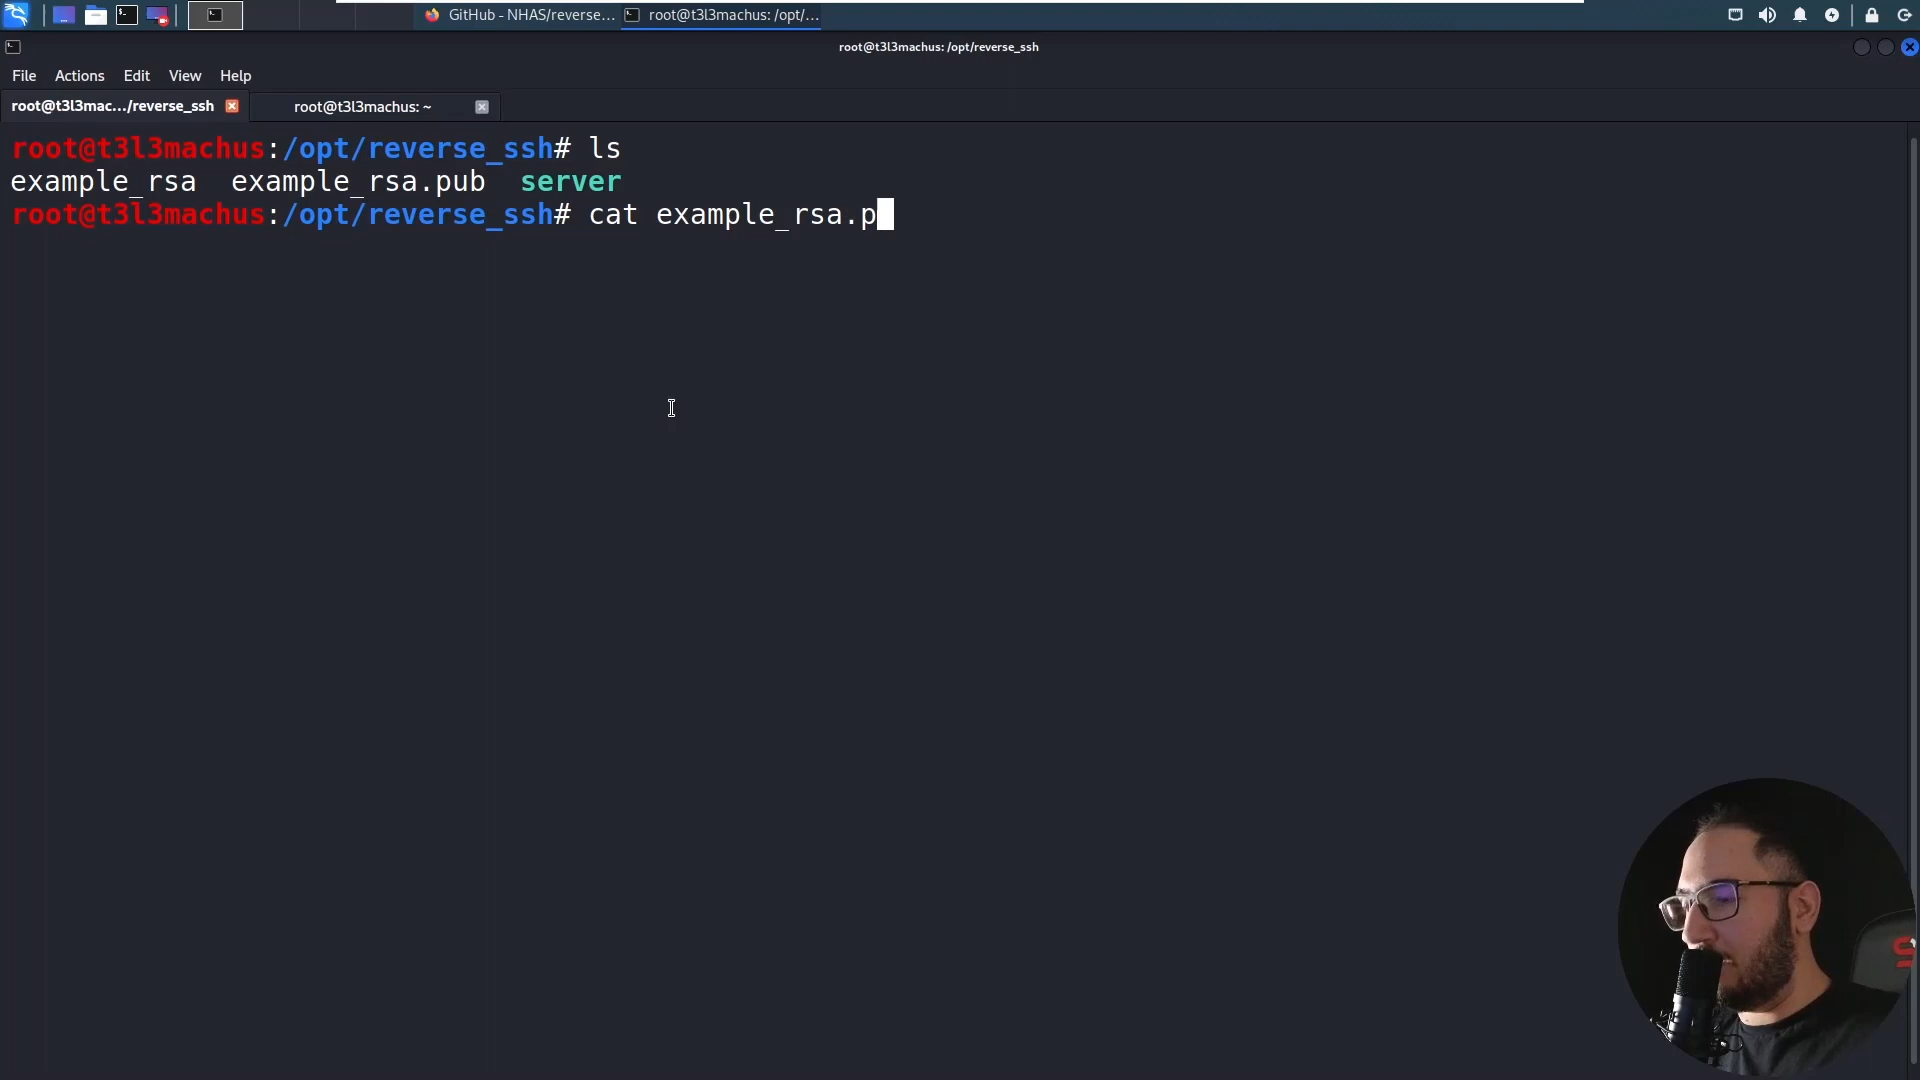 GitHub - NHAS/reverse... root@t3l3machus: /opt/...
root@t3l3machus: /opt/reverse_ssh
File Actions Edit View Help
root@t3l3mac.../reverse_ssh root@t3l3machus: ~
root@t3l3machus:/opt/reverse_ssh# ls
example_rsa example_rsa.pub server
root@t3l3machus:/opt/reverse_ssh# cat example_rsa.p